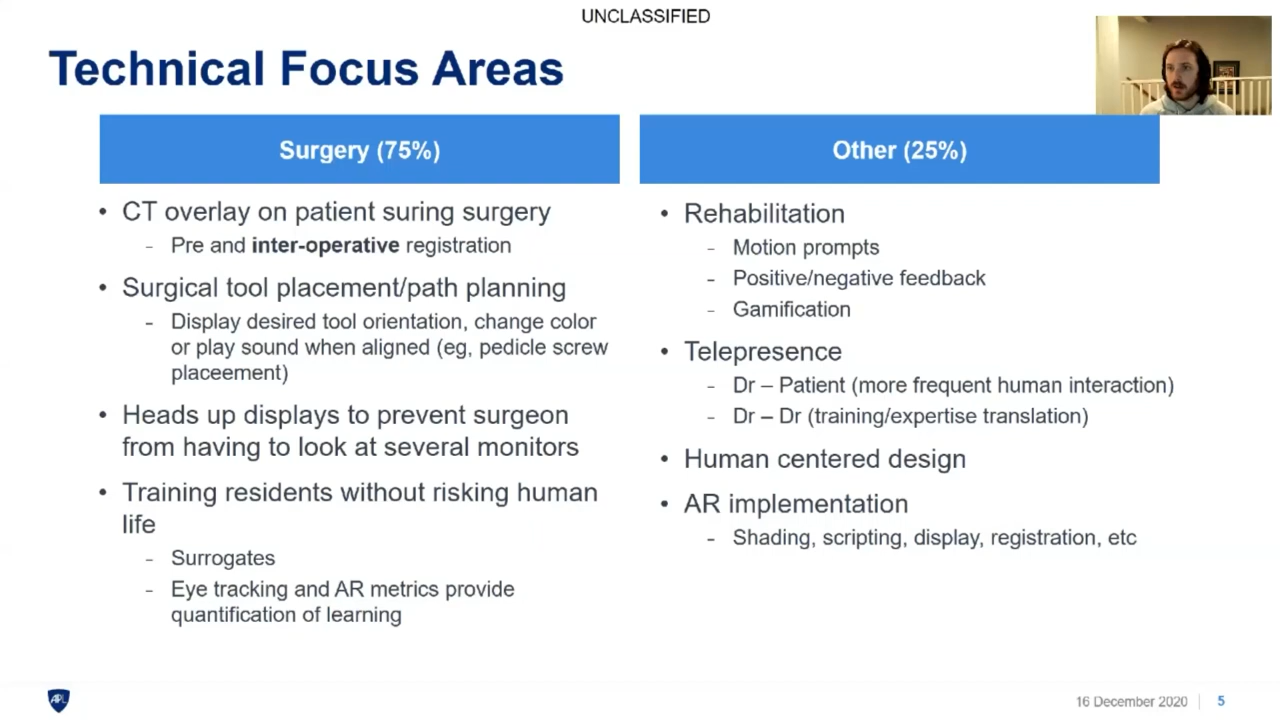 UNCLASSIFIED
Technical Focus Areas
Surgery (75%)
• CT overlay on patient suring surgery
- Pre and inter-operative registration
• Surgical tool placement/path planning
- Display desired tool orientation, change color
or play sound when aligned (eg, pedicle screw
placeement)
• Heads up displays to prevent surgeon
from having to look at several monitors
• Training residents without risking human
life
- Surrogates
- Eye tracking and AR metrics provide
quantification of learning
Other (25%)
• Rehabilitation
- Motion prompts
- Positive/negative feedback
- Gamification
• Telepresence
- Dr – Patient (more frequent human interaction)
- Dr – Dr (training/expertise translation)
• Human centered design
• AR implementation
- Shading, scripting, display, registration, etc
APL
16 December 2020
5